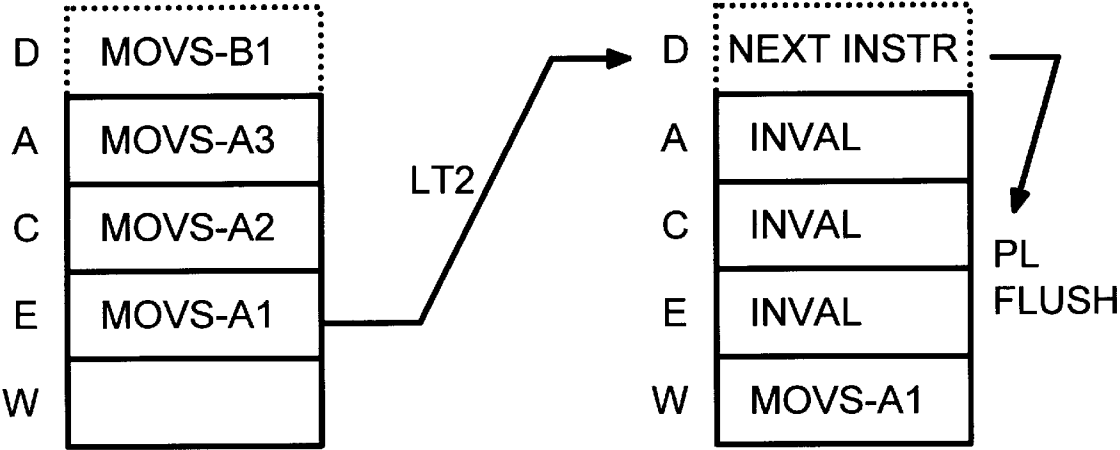 D MOVS-B1
A MOVS-A3
C MOVS-A2
E MOVS-A1
W
LT2
D NEXT INSTR
A INVAL
C INVAL
E INVAL
W MOVS-A1
PL
FLUSH